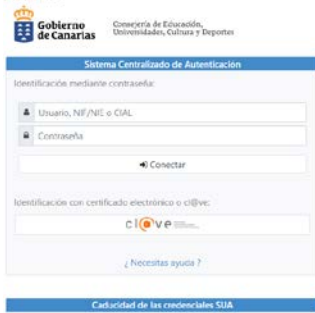 Gobierno
de Canarias
Consejería de Educación,
Universidades, Cultura y Deportes
Sistema Centralizado de Autenticación
Identificación mediante contraseña:
Usuario, NIF/NIE o CIAL
Contraseña
Conectar
Identificación con certificado electrónico o cl@ve:
cl@ve
¿ Necesitas ayuda ?
Caducidad de las credenciales SUA